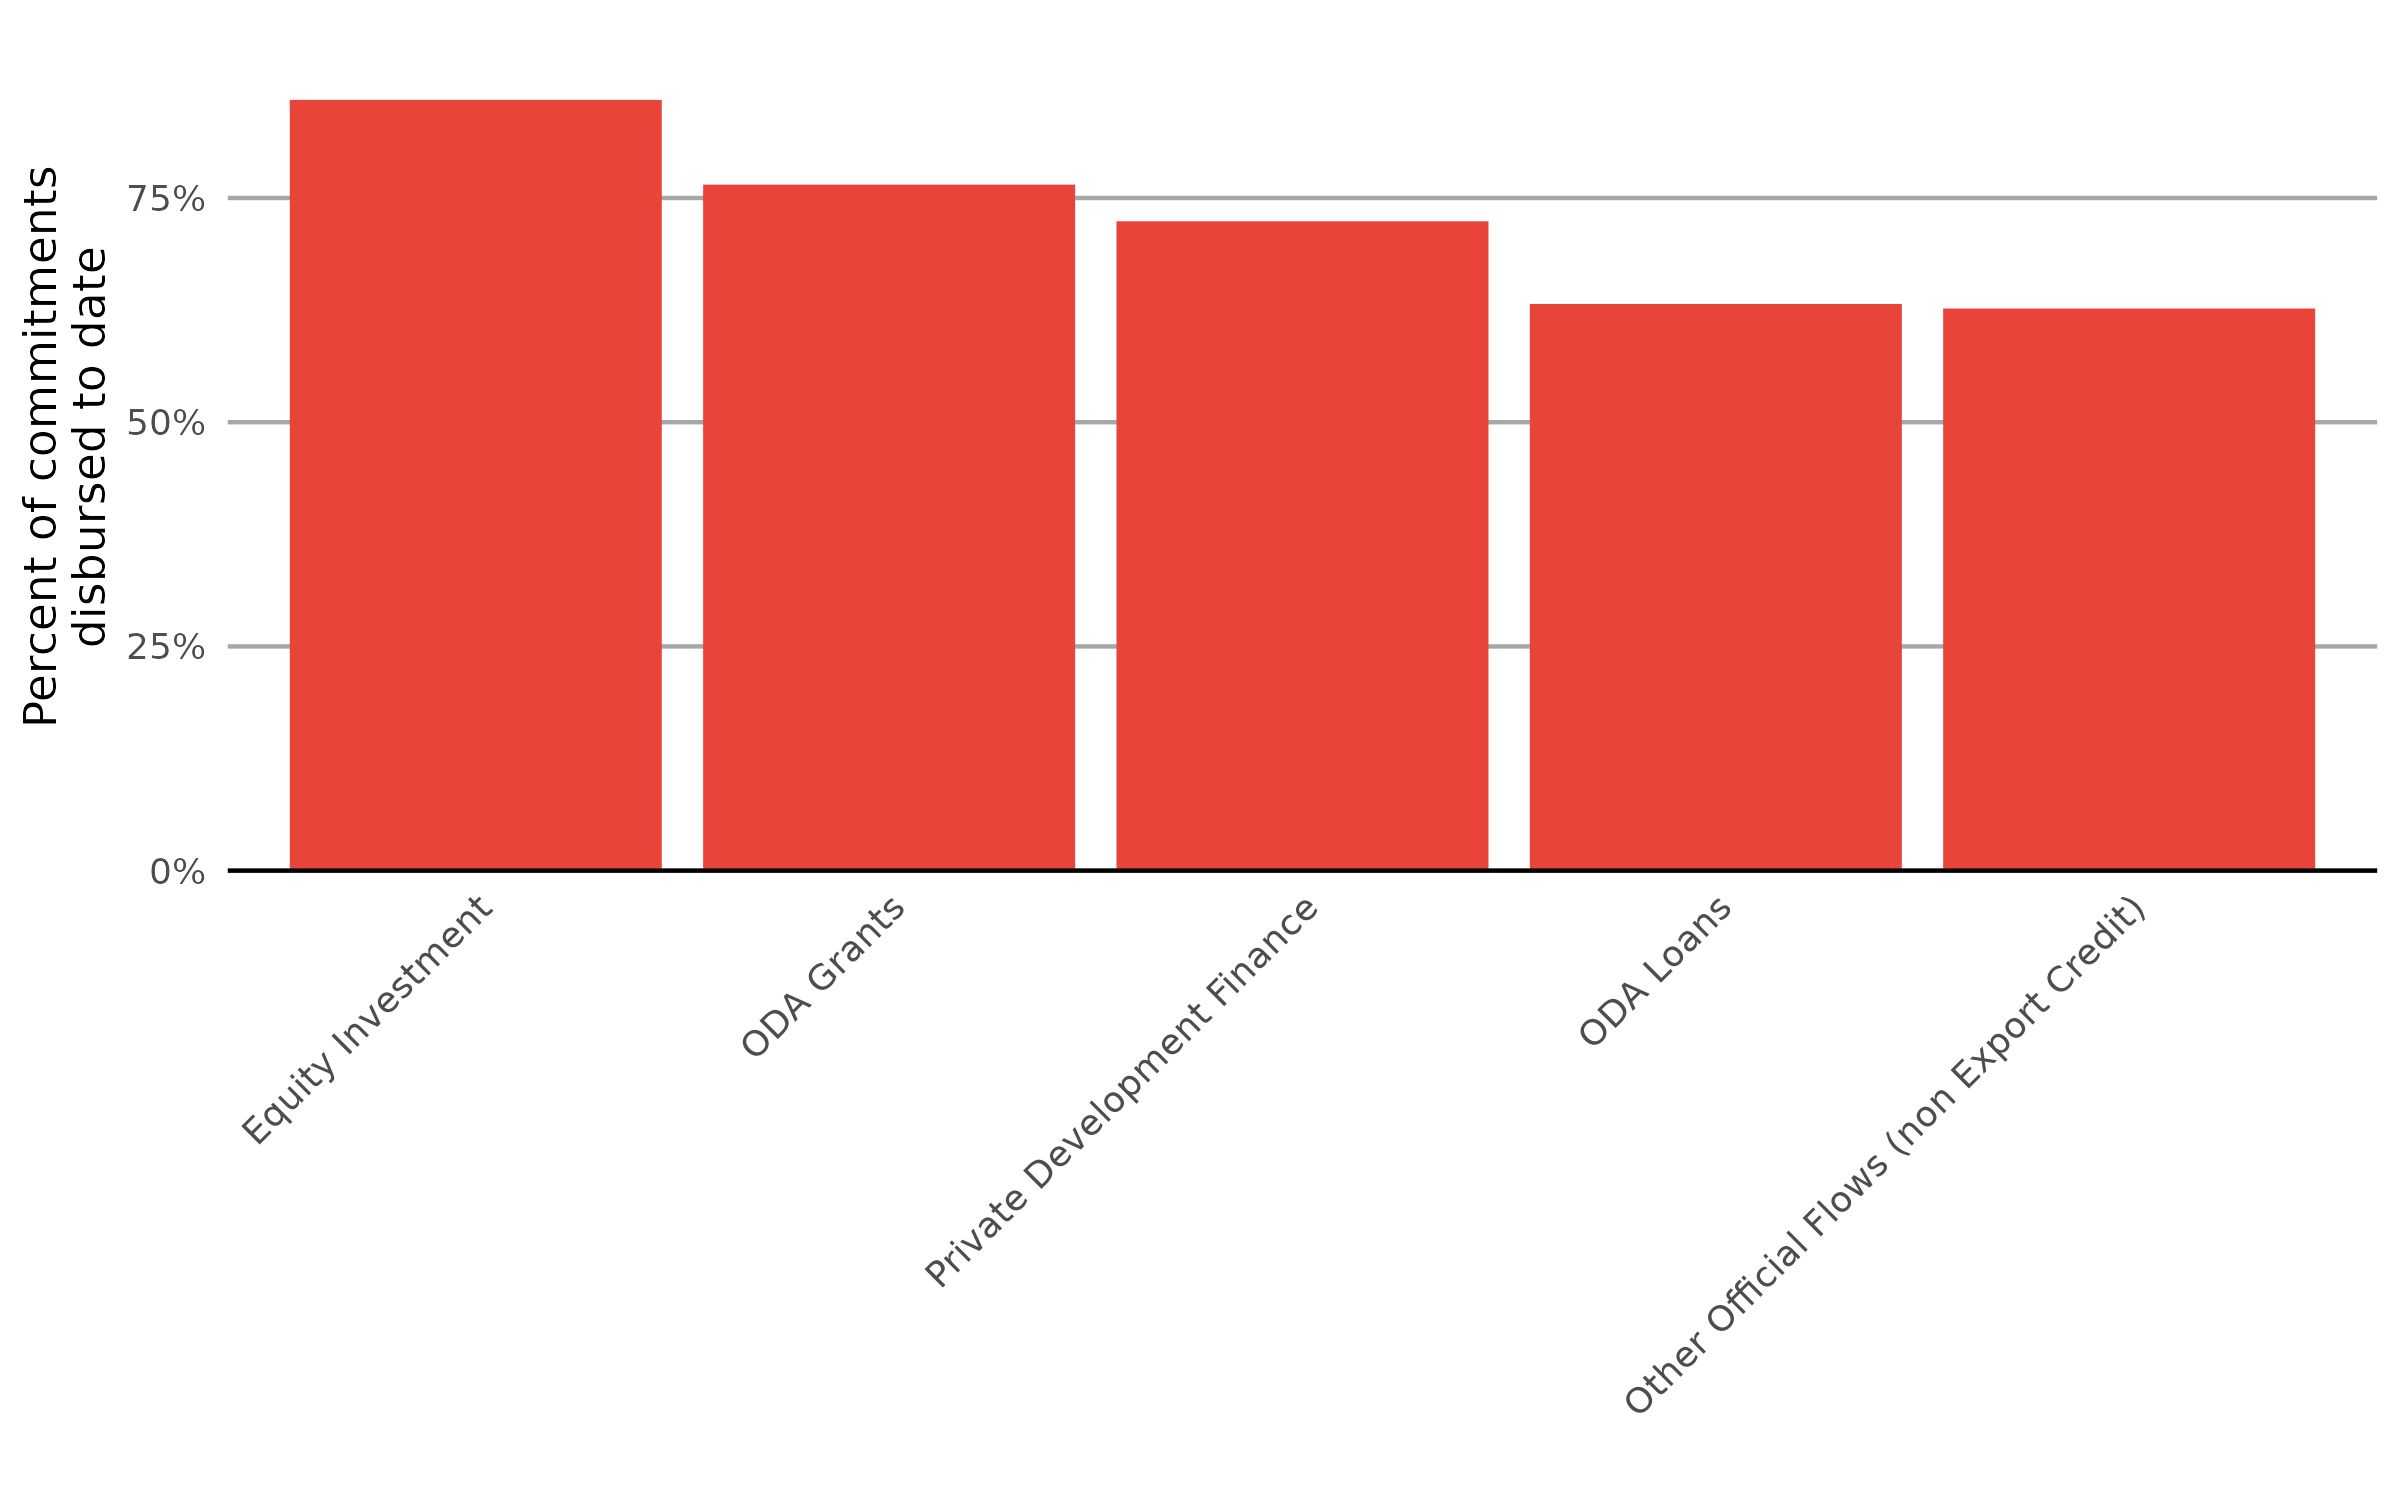 Percent of commitments
disbursed to date
75%
50%
25%
0%
Equity Investment
ODA Grants
Private Development Finance
ODA Loans
Other Official Flows (non Export Credit)